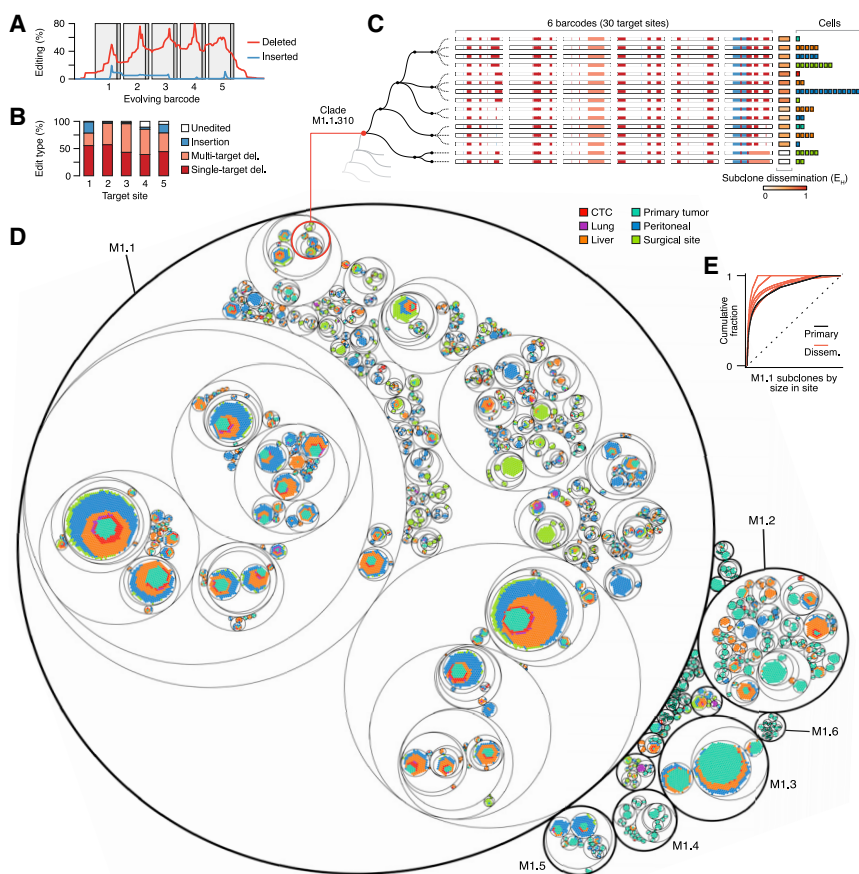 A
Editing (%)
80
40
0
Deleted
Inserted
1 2 3 4 5
Evolving barcode
B
Edit type (%)
100
50
0
Unedited
Insertion
Multi-target del.
Single-target del.
1 2 3 4 5
Target site
C
6 barcodes (30 target sites)
Cells
Clade
M1.1.310
Subclone dissemination (EH)
0 1
CTC
Lung
Liver
Primary tumor
Peritoneal
Surgical site
D
M1.1
M1.2
M1.6
M1.3
M1.4
M1.5
E
Cumulative
fraction
1
0
Primary
Dissem.
M1.1 subclones by
size in site